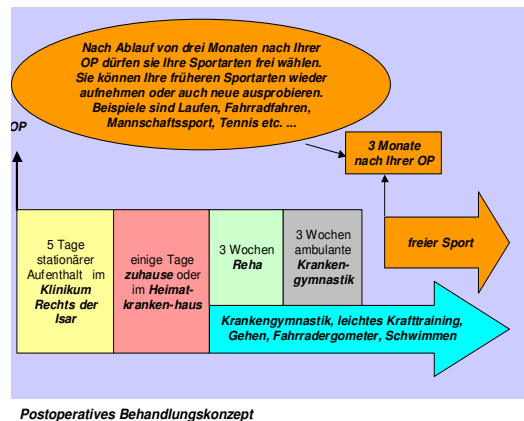 Nach Ablauf von drei Monaten nach Ihrer
OP dürfen sie Ihre Sportarten frei wählen.
Sie können Ihre früheren Sportarten wieder
aufnehmen oder auch neue ausprobieren.
Beispiele sind Laufen, Fahrradfahren,
Mannschaftssport, Tennis etc. ...
OP
3 Monate
nach Ihrer OP
5 Tage
stationärer
Aufenthalt im
Klinikum
Rechts der
Isar
einige Tage
zuhause oder
im Heimat-
kranken-haus
3 Wochen
Reha
3 Wochen
ambulante
Kranken-
gymnastik
freier Sport
Krankengymnastik, leichtes Krafttraining,
Gehen, Fahrradergometer, Schwimmen
Postoperatives Behandlungskonzept